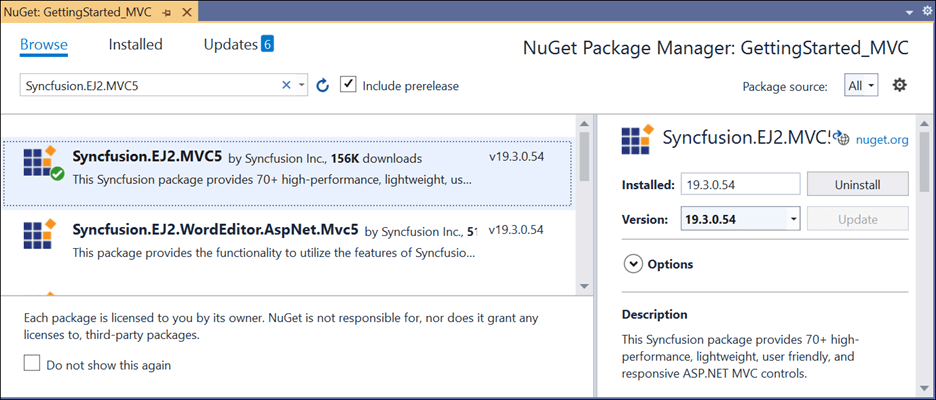 NuGet: GettingStarted_MVC
Browse Installed Updates 6
NuGet Package Manager: GettingStarted_MVC
Syncfusion.EJ2.MVC5
Include prerelease
Package source: All
Syncfusion.EJ2.MVC5 by Syncfusion Inc., 156K downloads v19.3.0.54
This Syncfusion package provides 70+ high-performance, lightweight, us...
Syncfusion.EJ2.WordEditor.AspNet.Mvc5 by Syncfusion Inc., 51 v19.3.0.54
This package provides the functionality to utilize the features of Syncfusio...
Each package is licensed to you by its owner. NuGet is not responsible for, nor does it grant any
licenses to, third-party packages.
Do not show this again
Syncfusion.EJ2.MVC nuget.org
Installed: 19.3.0.54 Uninstall
Version: 19.3.0.54 Update
Options
Description
This Syncfusion package provides 70+ high-
performance, lightweight, user friendly, and
responsive ASP.NET MVC controls.